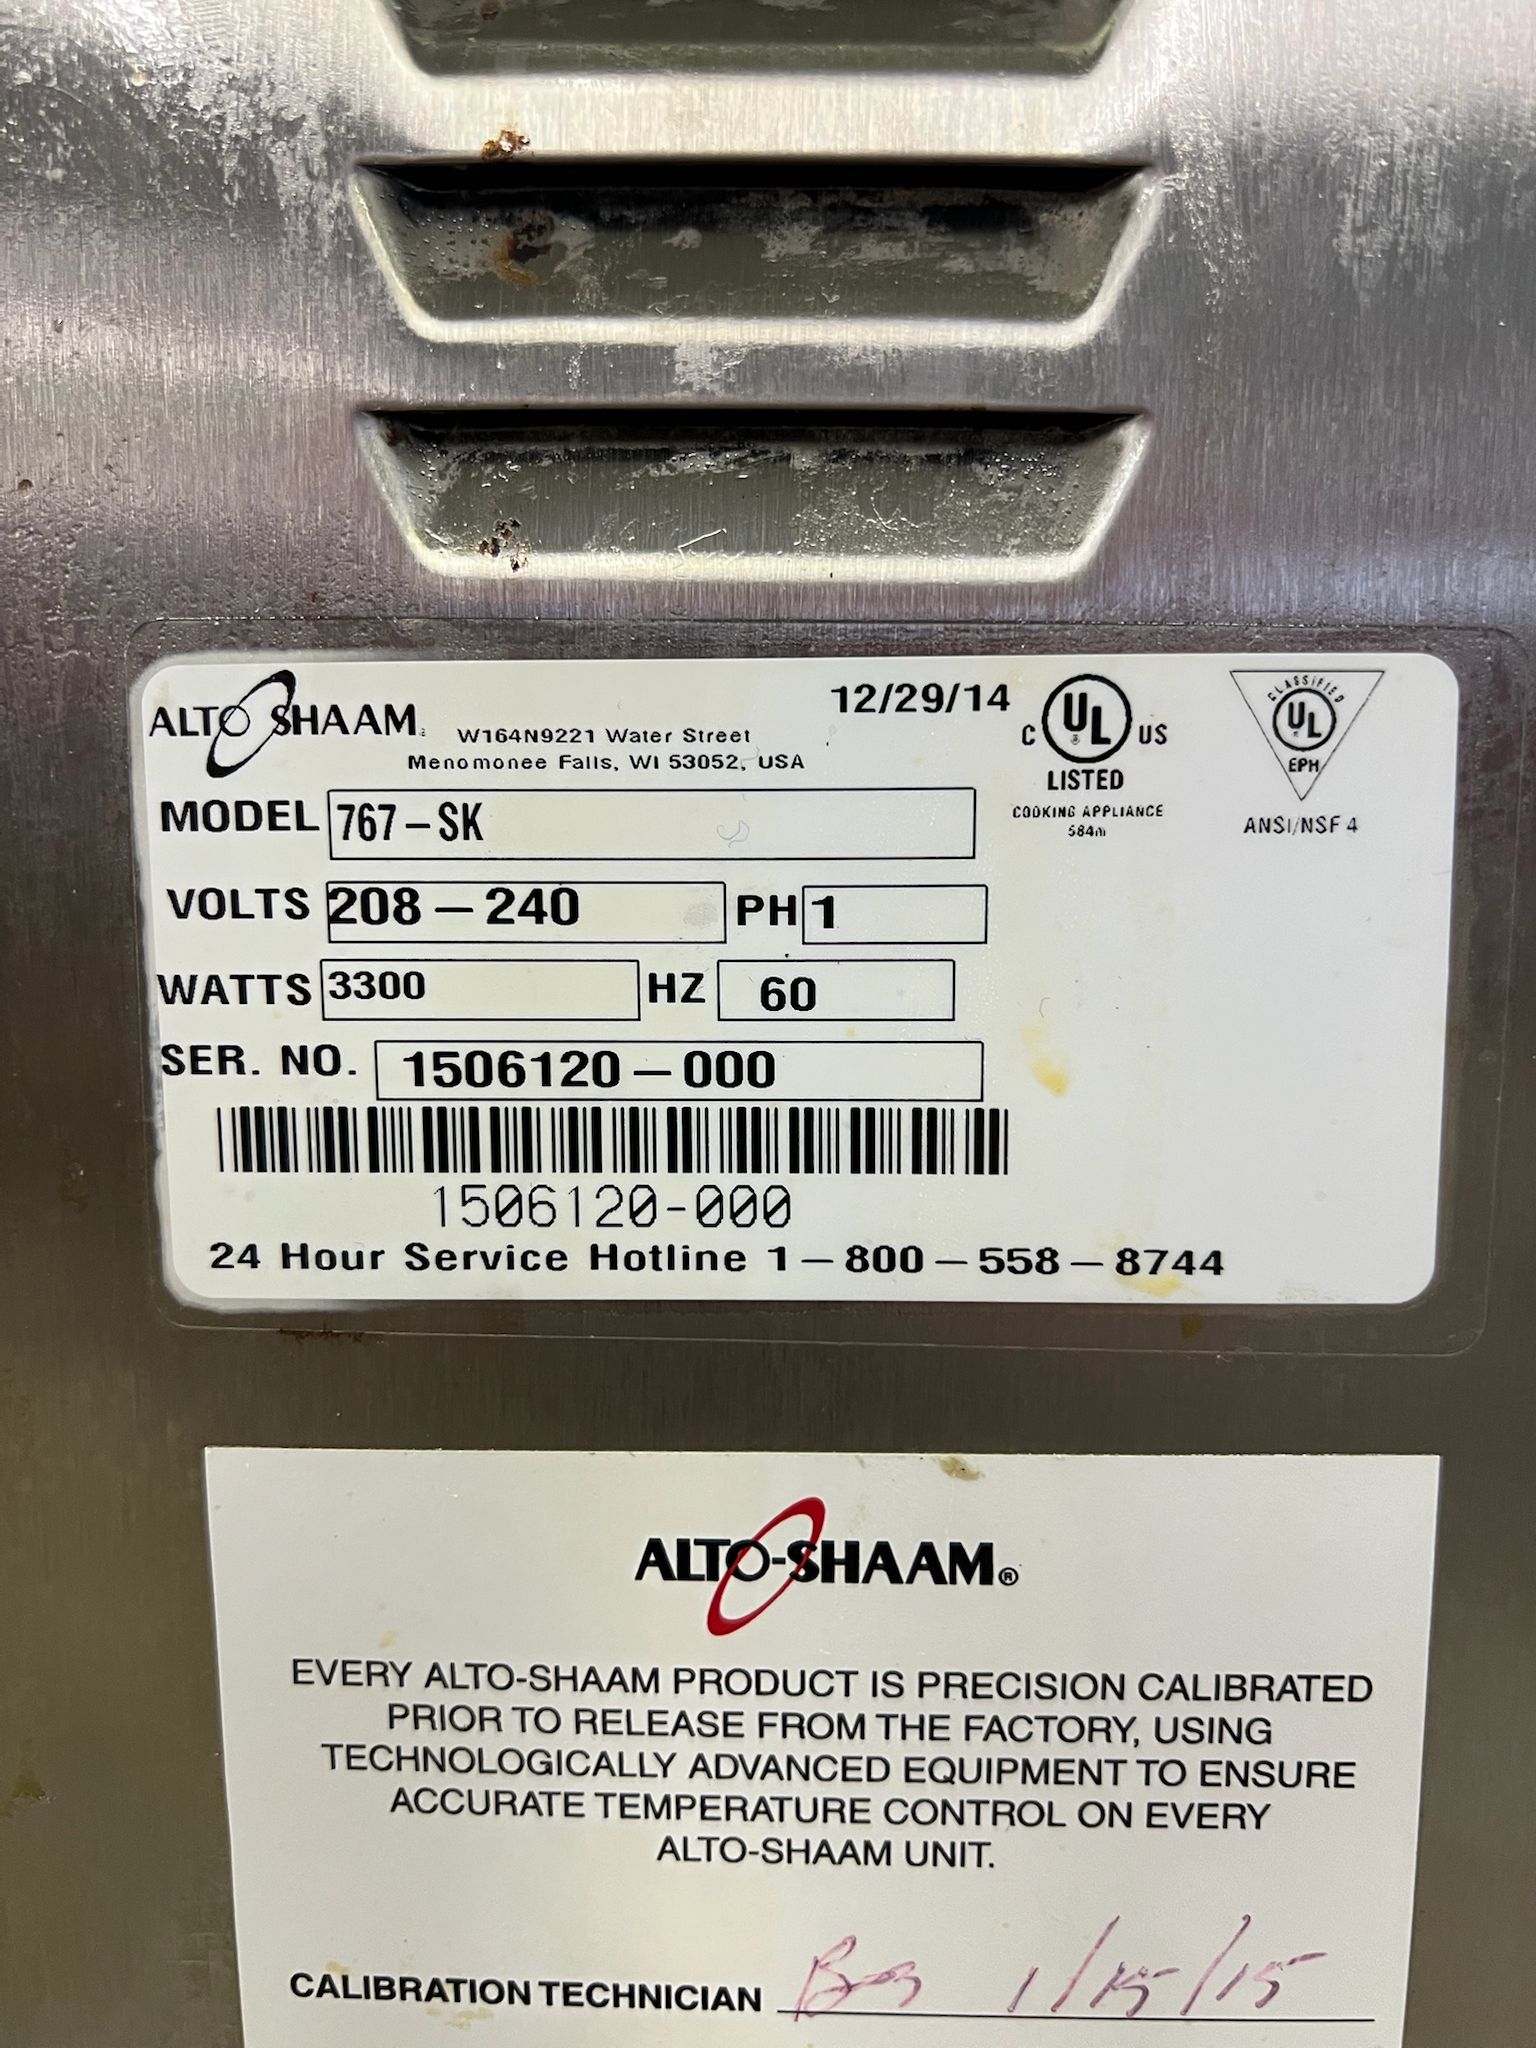 ALTO-SHAAM
W164N9221 Water Street
Menomonee Falls, WI 53052, USA
12/29/14
C UL US
LISTED
COOKING APPLIANCE
584m
CLASSIFIED
UL
EPH
ANSI/NSF 4
MODEL 767-SK
VOLTS 208-240 PH 1
WATTS 3300 HZ 60
SER. NO. 1506120-000
1506120-000
24 Hour Service Hotline 1-800-558-8744
ALTO-SHAAM®
EVERY ALTO-SHAAM PRODUCT IS PRECISION CALIBRATED
PRIOR TO RELEASE FROM THE FACTORY, USING
TECHNOLOGICALLY ADVANCED EQUIPMENT TO ENSURE
ACCURATE TEMPERATURE CONTROL ON EVERY
ALTO-SHAAM UNIT.
CALIBRATION TECHNICIAN 1/15/15